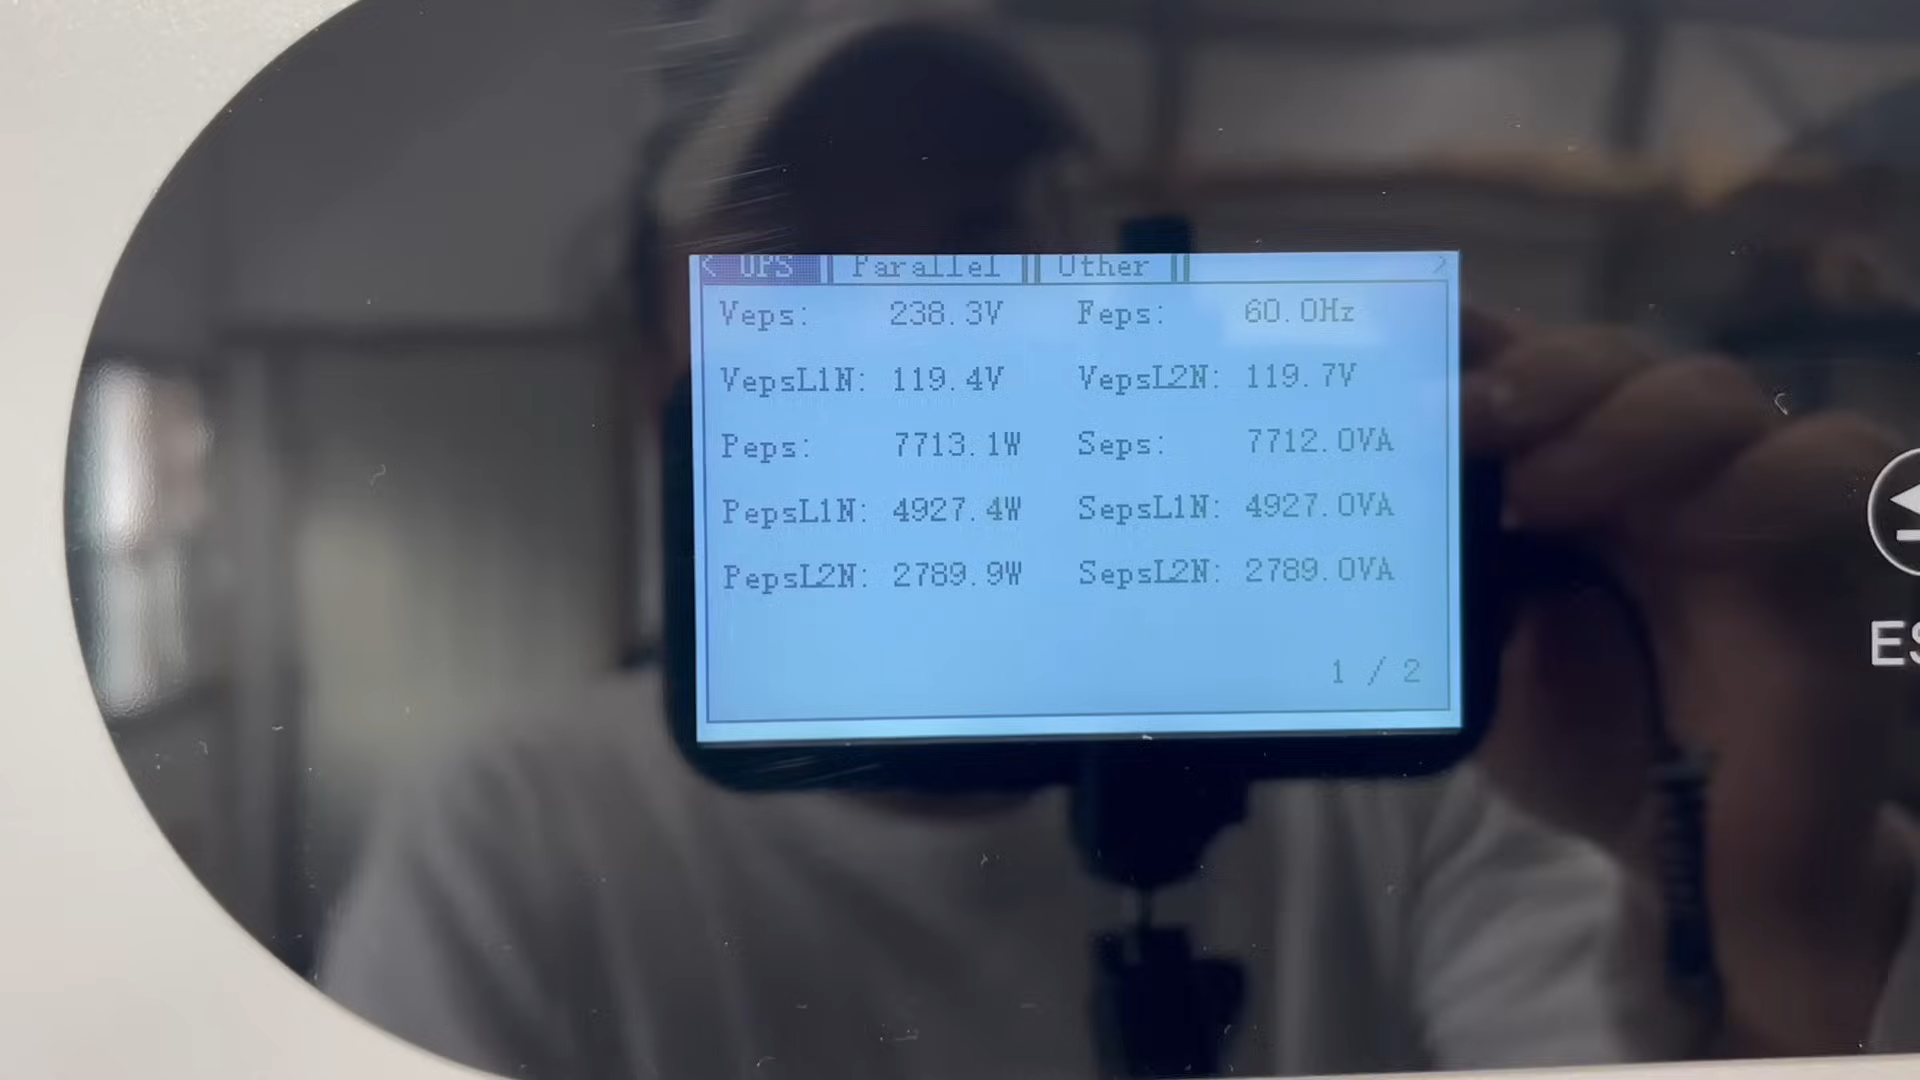 < UPS Parallel Other >
Veps: 238.3V Feps: 60.0Hz
VepsL1N: 119.4V VepsL2N: 119.7V
Peps: 7713.1W Seps: 7712.0VA
PepsL1N: 4927.4W SepsL1N: 4927.0VA
PepsL2N: 2789.9W SepsL2N: 2789.0VA
1 / 2
ES